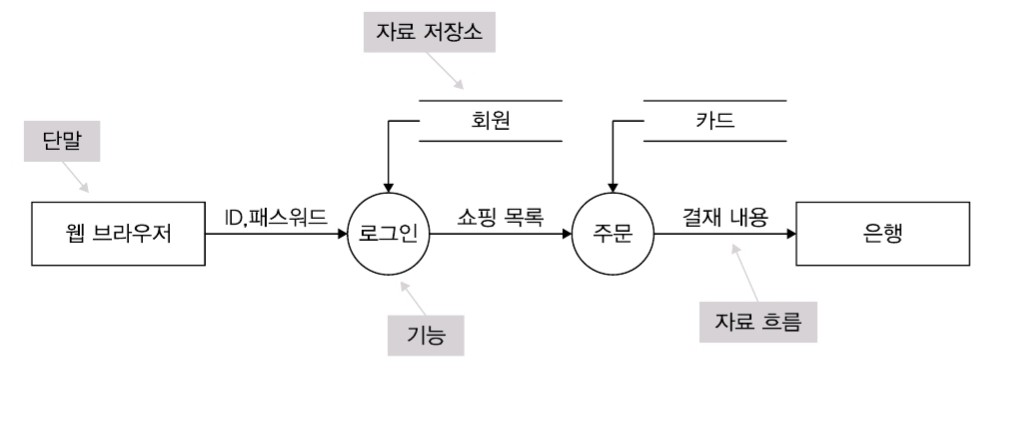 자료 저장소
회원
카드
단말
웹 브라우저
ID,패스워드
로그인
쇼핑 목록
주문
결재 내용
은행
기능
자료 흐름